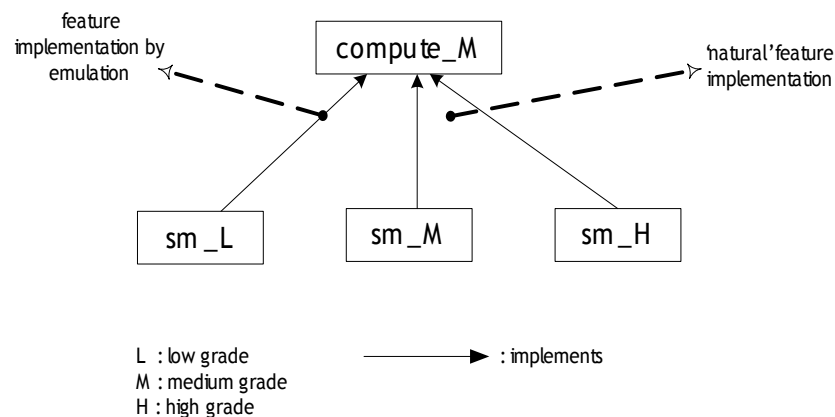 feature
implementation by
emulation
compute_M
‘natural’ feature
implementation
sm_L
sm_M
sm_H
L : low grade
M : medium grade
H : high grade
: implements